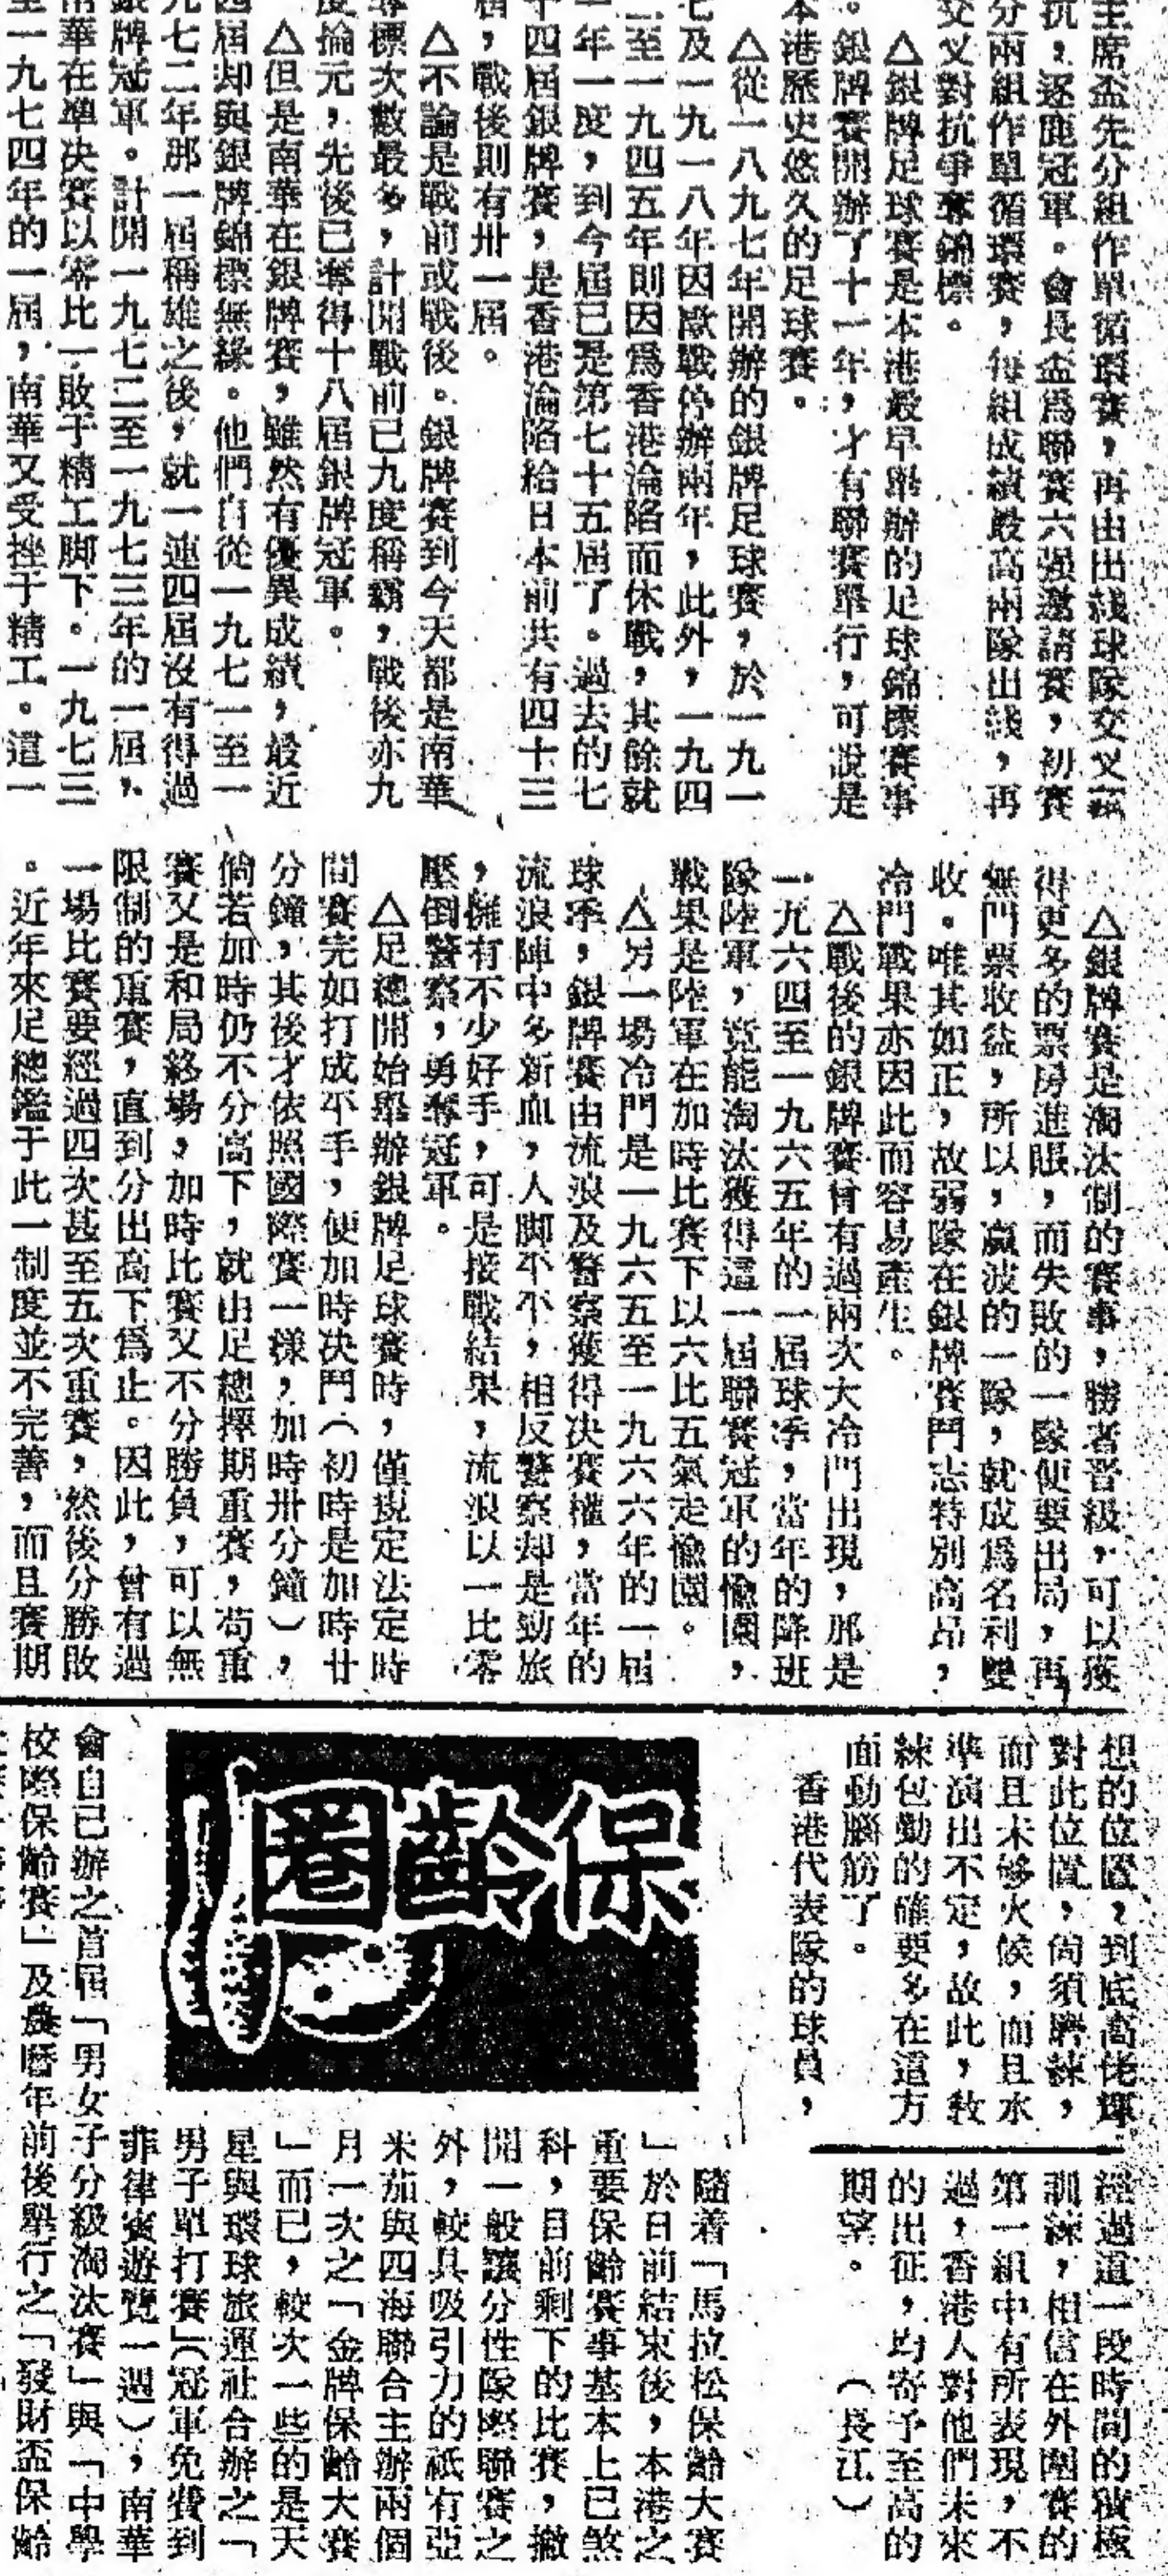 主席盃先分組作單循環賽，再由出綫球隊交叉
抗，逐鹿冠軍。會長盃爲聯賽六强邀請賽，初賽
分兩組作單循環賽，每組成績最高兩隊出綫，再
交叉對抗爭奪錦標。
△銀牌足球賽是本港最早舉辦的足球錦標賽事
。銀牌賽開辦了十一年，才有聯賽舉行，可說是
本港歷史悠久的足球賽。
△從一八九七年開辦的銀牌足球賽，於一九一
七及一九一八年因歐戰停辦兩年，此外，一九四
二至一九四五年則因爲香港淪陷而休戰，其餘就
一年一度，到今屆已是第七十五屆了。過去的七
十四屆銀牌賽，是香港淪陷給日本前共有四十三
屆，戰後則有卅一屆。
△不論是戰前或戰後。銀牌賽到今天都是南華
奪標次數最多，計開戰前已九度稱霸，戰後亦九
度掄元，先後已奪得十八屆銀牌冠軍。
△但是南華在銀牌賽，雖然有優異成績，最近
四屆却與銀牌錦標無緣。他們自從一九七一至一
九七二年那一屆稱雄之後，就一連四屆沒有得過
銀牌冠軍。計開一九七二至一九七三年的一屆，
南華在準决賽以零比一敗于精工脚下。一九七三
至一九七四年的一屆，南華又受挫于精工。這一
△銀牌賽是淘汰制的賽事，勝者晉級，可以獲
得更多的票房進賬，而失敗的一隊便要出局，再
無門票收益，所以，贏波的一隊，就成爲名利雙
收。唯其如正，故弱隊在銀牌賽鬥志特別高昂，
冷門戰果亦因此而容易產生。
△戰後的銀牌賽曾有過兩次大冷門出現，那是
一九六四至一九六五年的一屆球季，當年的降班
隊陸軍，竟能淘汰獲得這一屆聯賽冠軍的愉園，
戰果是陸軍在加時比賽下以六比五氣走愉園。
△另一場冷門是一九六五至一九六六年的一屆
球季，銀牌賽由流浪及警察獲得决賽權，當年的
流浪陣中多新血，人脚不不，相反警察却是勁旅
，擁有不少好手，可是接戰結果，流浪以一比零
壓倒警察，勇奪冠軍。
△足總開始舉辦銀牌足球賽時，僅規定法定時
間賽完如打成平手，便加時决鬥（初時是加時廿
分鐘，其後才依照國際賽一樣，加時卅分鐘），
倘若加時仍不分高下，就由足總擇期重賽，苟重
賽又是和局終場，加時比賽又不分勝負，可以無
限制的重賽，直到分出高下爲止。因此，曾有過
一場比賽要經過四次甚至五次重賽，然後分勝敗
。近年來足總鑑于此一制度並不完善，而且賽期
想的位置，到底高佬輝
對此位置，尙須磨練，
而且未够火候，而且水
準演出不定，故此，敎
練包勤的確要多在這方
面動腦筋了。
香港代表隊的球員，
經過這一段時間的積極
訓練，相信在外圍賽的
第一組中有所表現，不
過，香港人對他們未來
的出征，均寄予至高的
期望。　（長江）
保齡圈
隨着「馬拉松保齡大賽
」於日前結束後，本港之
重要保齡賽事基本上已煞
科，目前剩下的比賽，撤
開一般讓分性隊際聯賽之
外，較具吸引力的祇有亞
米茄與四海聯合主辦兩個
月一次之「金牌保齡大賽
」而已，較次一些的是天
星與環球旅運社合辦之「
男子單打賽」（冠軍免費到
菲律賓遊覽一週），南華
會自己辦之首屆「男女子分級淘汰賽」與「中學
校際保齡賽」及農曆年前後舉行之「發財盃保齡